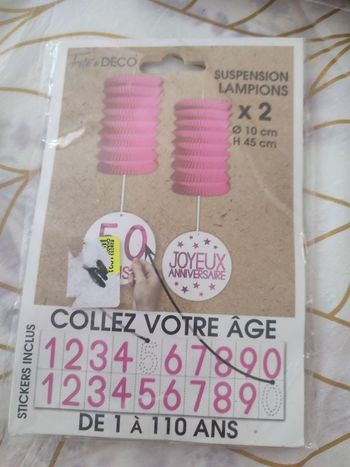 Fête & DECO
SUSPENSION
LAMPIONS
x 2
Ø 10 cm
H 45 cm
50
JOYEUX
ANNIVERSAIRE
COLLEZ VOTRE ÂGE
STICKERS INCLUS
1234567890
1234567890
DE 1 À 110 ANS